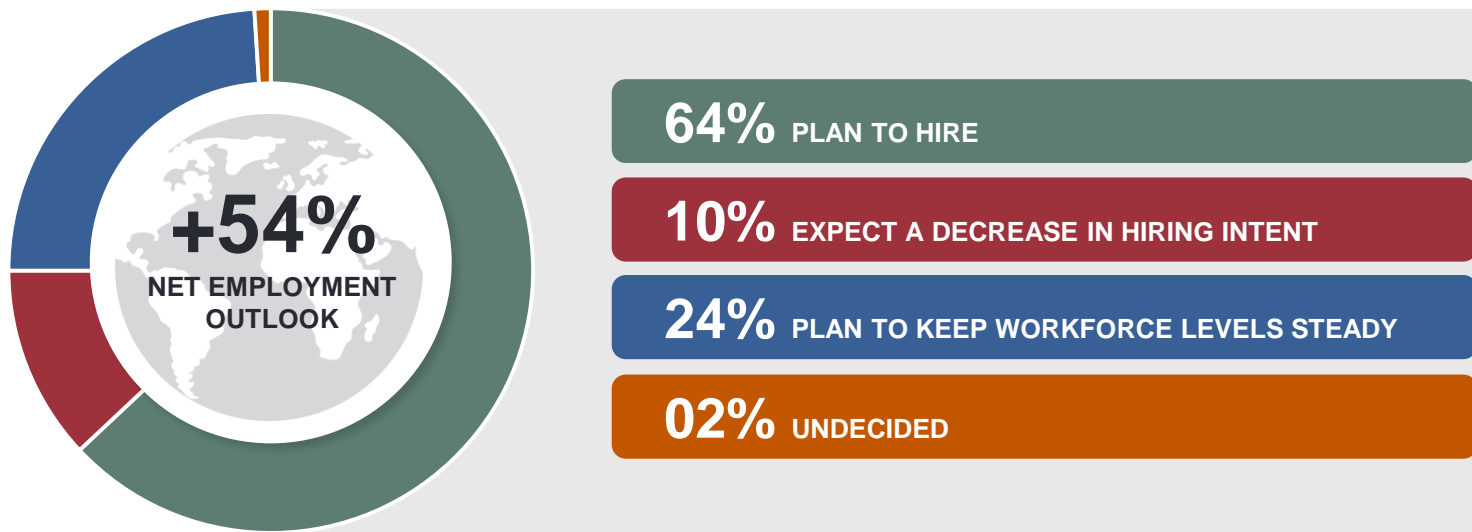 +54%
NET EMPLOYMENT
OUTLOOK
64% PLAN TO HIRE
10% EXPECT A DECREASE IN HIRING INTENT
24% PLAN TO KEEP WORKFORCE LEVELS STEADY
02% UNDECIDED